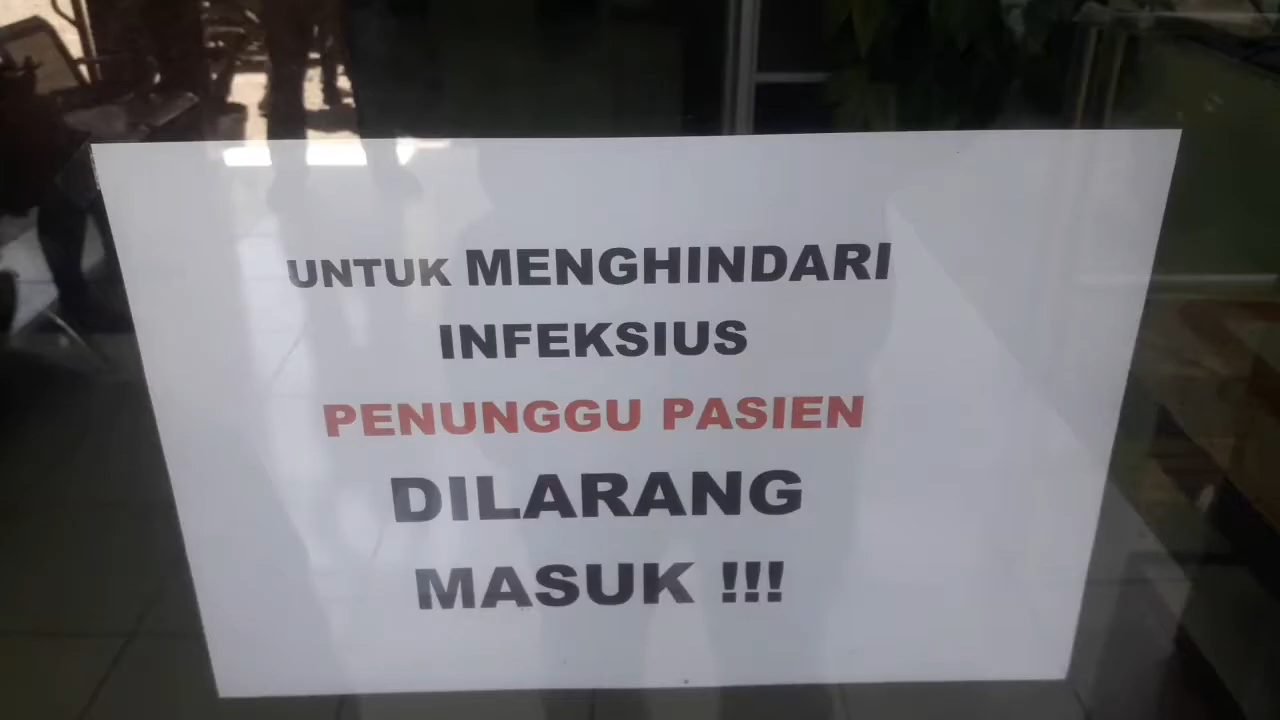 UNTUK MENGHINDARI
INFEKSIUS
PENUNGGU PASIEN
DILARANG
MASUK !!!